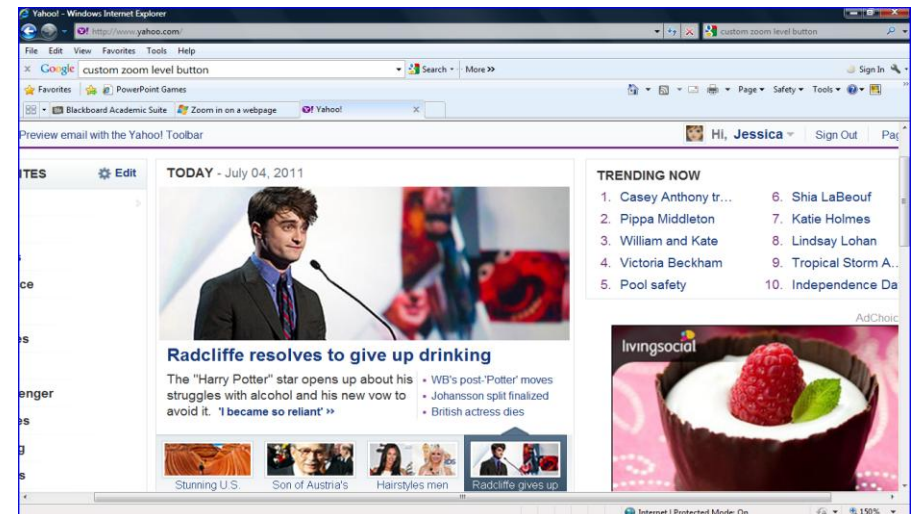 Yahoo! - Windows Internet Explorer
http://www.yahoo.com/
custom zoom level button
File Edit View Favorites Tools Help
x Google custom zoom level button Search More >> Sign In
Favorites PowerPoint Games Page Safety Tools
Blackboard Academic Suite Zoom in on a webpage Yahoo! X
Preview email with the Yahoo! Toolbar Hi, Jessica Sign Out Pag
ITES Edit
TODAY - July 04, 2011
Radcliffe resolves to give up drinking
The "Harry Potter" star opens up about his
struggles with alcohol and his new vow to
avoid it. 'I became so reliant' »
• WB's post-'Potter' moves
• Johansson split finalized
• British actress dies
Stunning U.S. Son of Austria's Hairstyles men Radcliffe gives up
TRENDING NOW
1. Casey Anthony tr...
2. Pippa Middleton
3. William and Kate
4. Victoria Beckham
5. Pool safety
6. Shia LaBeouf
7. Katie Holmes
8. Lindsay Lohan
9. Tropical Storm A..
10. Independence Da
AdChoic
livingsocial
s
ce
es
enger
es
g
s
Internet | Protected Mode: On 150%